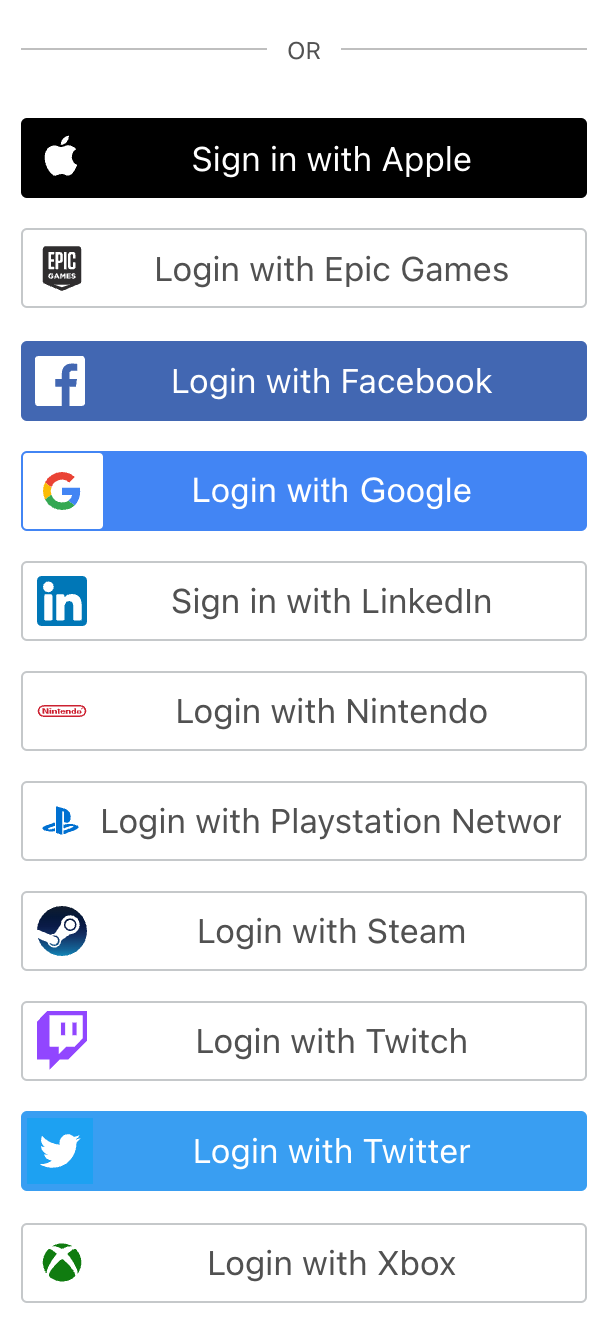 OR
Sign in with Apple
EPIC
GAMES
Login with Epic Games
Login with Facebook
Login with Google
in
Sign in with LinkedIn
Nintendo
Login with Nintendo
Login with Playstation Networ
Login with Steam
Login with Twitch
Login with Twitter
Login with Xbox